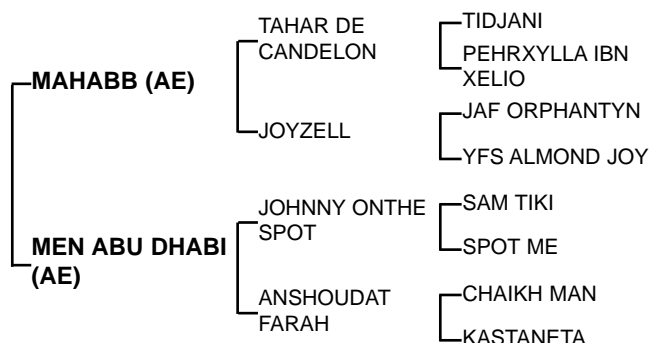 MAHABB (AE)
MEN ABU DHABI
(AE)
TAHAR DE
CANDELON
JOYZELL
JOHNNY ONTHE
SPOT
ANSHOUDAT
FARAH
TIDJANI
PEHRXYLLA IBN
XELIO
JAF ORPHANTYN
YFS ALMOND JOY
SAM TIKI
SPOT ME
CHAIKH MAN
KASTANETA